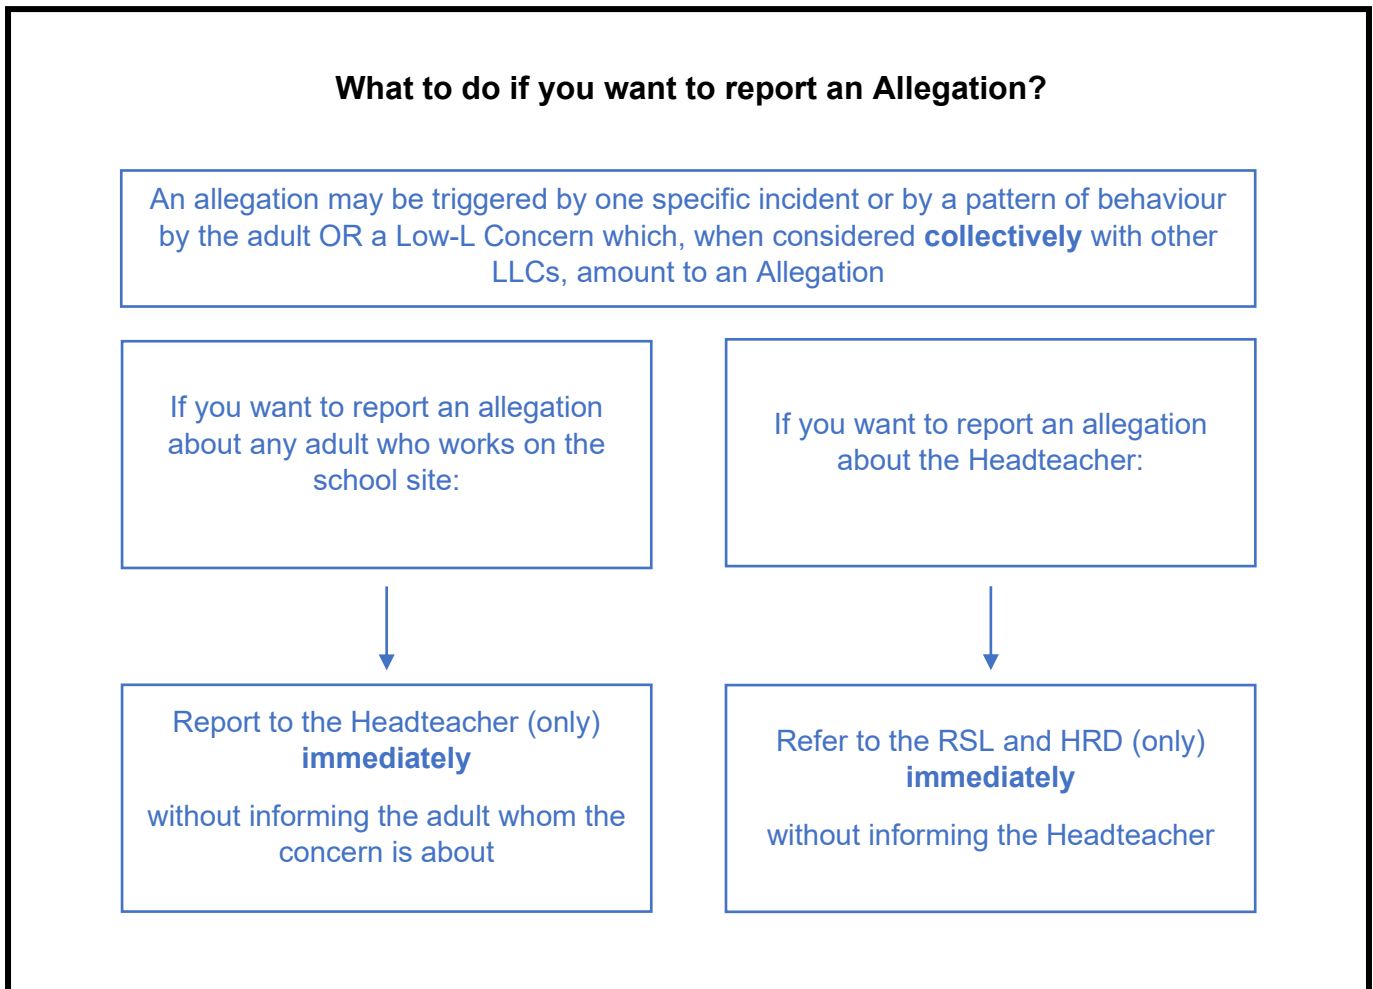 What to do if you want to report an Allegation?
An allegation may be triggered by one specific incident or by a pattern of behaviour
by the adult OR a Low-L Concern which, when considered collectively with other
LLCs, amount to an Allegation
If you want to report an allegation
about any adult who works on the
school site:
If you want to report an allegation
about the Headteacher:
Report to the Headteacher (only)
immediately
without informing the adult whom the
concern is about
Refer to the RSL and HRD (only)
immediately
without informing the Headteacher